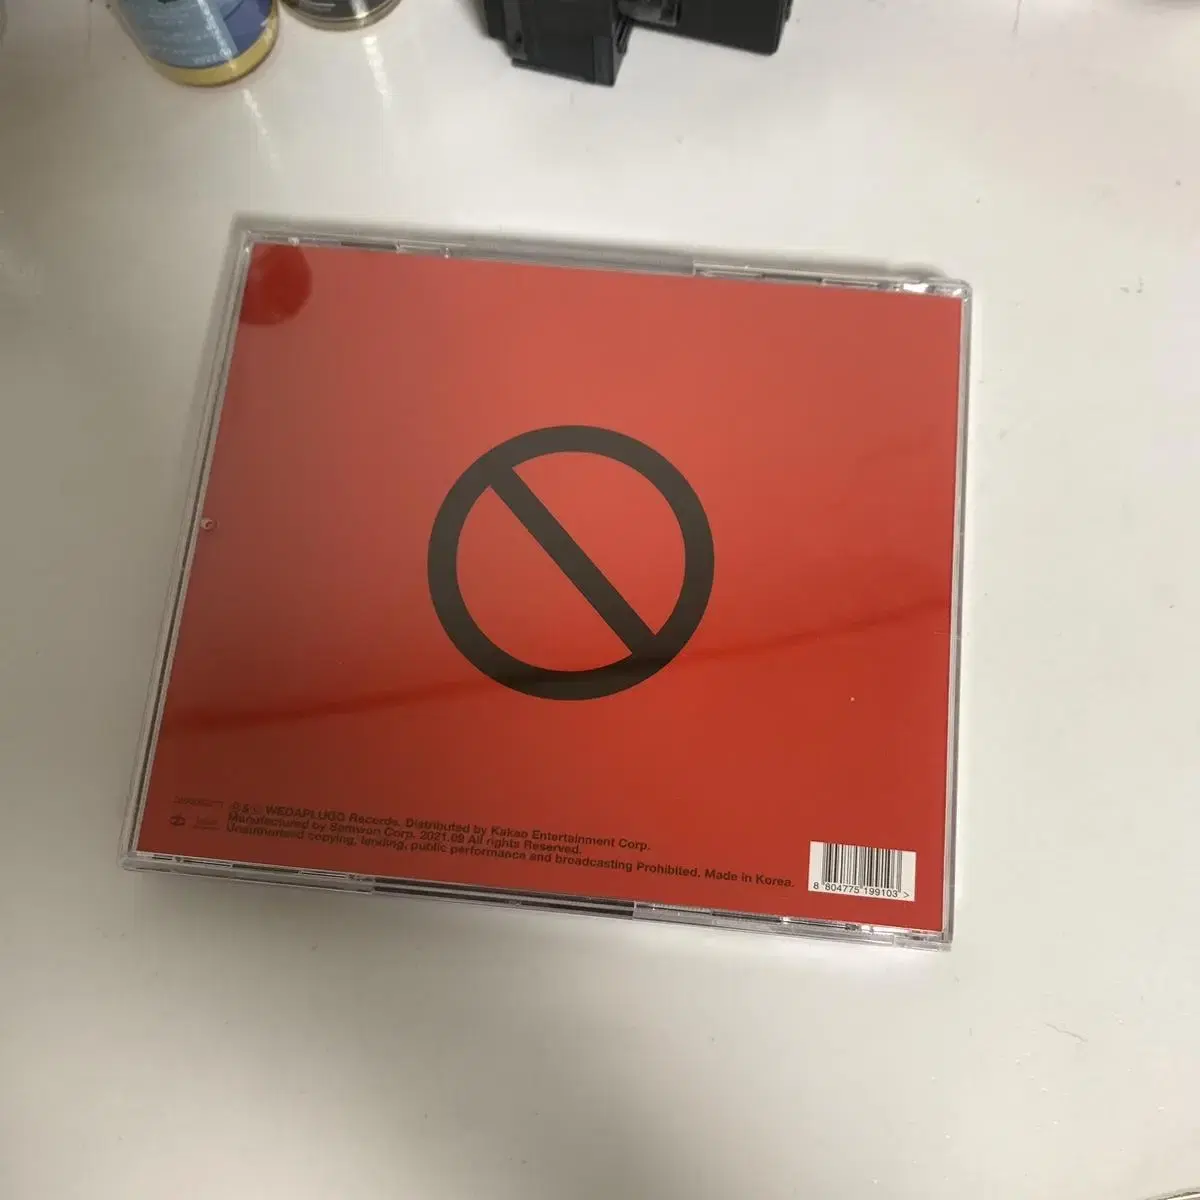 ℗ & © WEDAPLUGG Records. Distributed by Kakao Entertainment Corp.
Manufactured by Samwon Corp. 2021.09 All rights Reserved.
Unauthorized copying, lending, public performance and broadcasting Prohibited. Made in Korea.
8 804775 199103 >